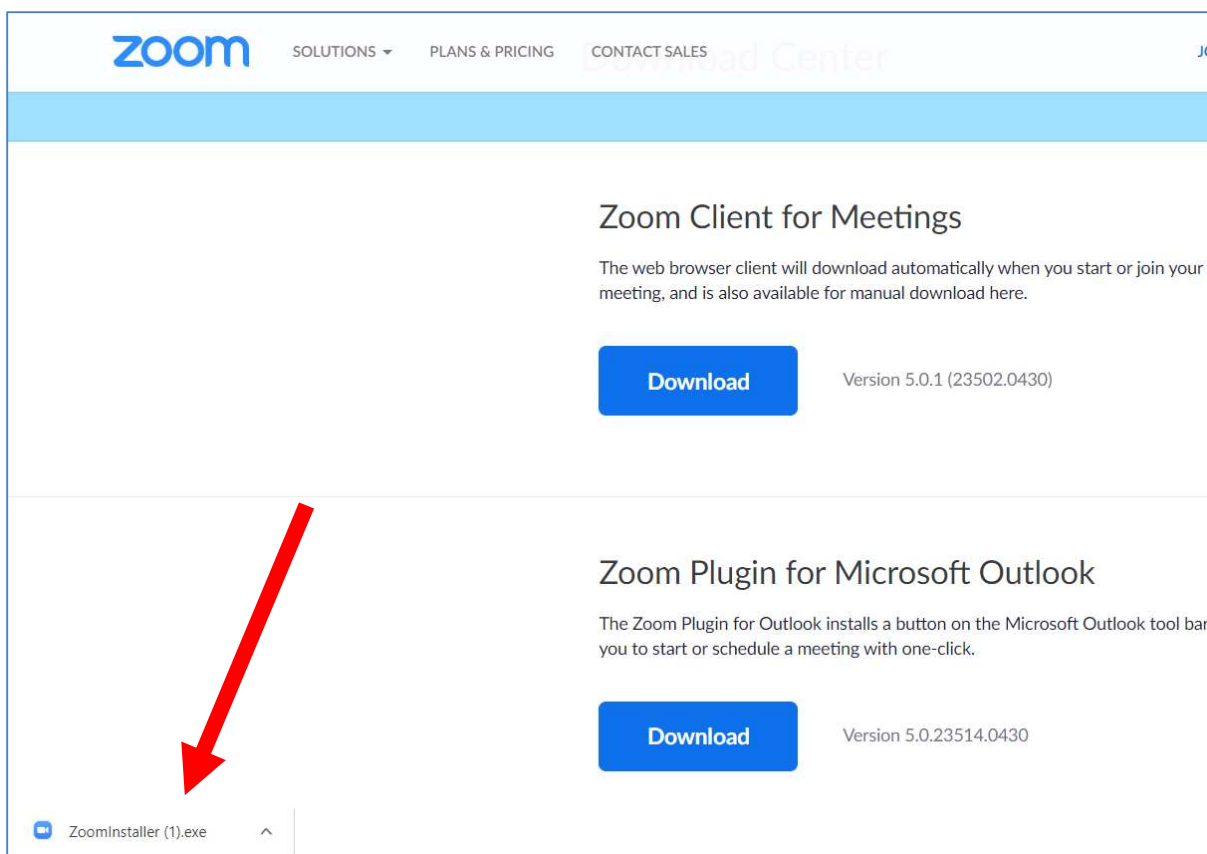 zoom SOLUTIONS PLANS & PRICING CONTACT SALES
Download Center
Zoom Client for Meetings
The web browser client will download automatically when you start or join your
meeting, and is also available for manual download here.
Download Version 5.0.1 (23502.0430)
Zoom Plugin for Microsoft Outlook
The Zoom Plugin for Outlook installs a button on the Microsoft Outlook tool bar
you to start or schedule a meeting with one-click.
Download Version 5.0.23514.0430
ZoomInstaller (1).exe